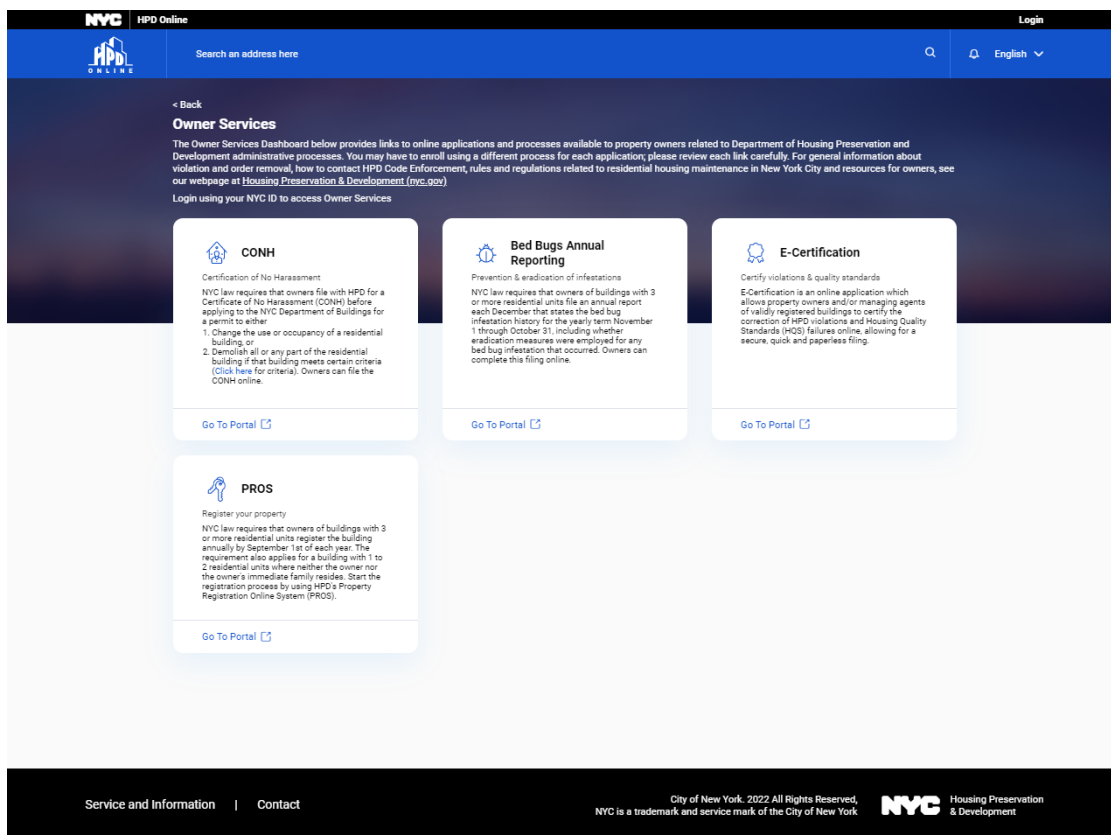 NYC HPD Online Login
HPD
ONLINE
Search an address here
English
< Back
Owner Services
The Owner Services Dashboard below provides links to online applications and processes available to property owners related to Department of Housing Preservation and
Development administrative processes. You may have to enroll using a different process for each application; please review each link carefully. For general information about
violation and order removal, how to contact HPD Code Enforcement, rules and regulations related to residential housing maintenance in New York City and resources for owners, see
our webpage at Housing Preservation & Development (nyc.gov)
Login using your NYC ID to access Owner Services
CONH
Certification of No Harassment
NYC law requires that owners file with HPD for a
Certificate of No Harassment (CONH) before
applying to the NYC Department of Buildings for
a permit to either
1. Change the use or occupancy of a residential
building, or
2. Demolish all or any part of the residential
building if that building meets certain criteria
(Click here for criteria). Owners can file the
CONH online.
Go To Portal
Bed Bugs Annual
Reporting
Prevention & eradication of infestations
NYC law requires that owners of buildings with 3
or more residential units file an annual report
each December that states the bed bug
infestation history for the yearly term November
1 through October 31, including whether
eradication measures were employed for any
bed bug infestation that occurred. Owners can
complete this filing online.
Go To Portal
E-Certification
Certify violations & quality standards
E-Certification is an online application which
allows property owners and/or managing agents
of validly registered buildings to certify the
correction of HPD violations and Housing Quality
Standards (HQS) failures online, allowing for a
secure, quick and paperless filing.
Go To Portal
PROS
Register your property
NYC law requires that owners of buildings with 3
or more residential units register the building
annually by September 1st of each year. The
requirement also applies for a building with 1 to
2 residential units where neither the owner nor
the owner's immediate family resides. Start the
registration process by using HPD's Property
Registration Online System (PROS).
Go To Portal
Service and Information | Contact
City of New York. 2022 All Rights Reserved,
NYC is a trademark and service mark of the City of New York
NYC
Housing Preservation
& Development